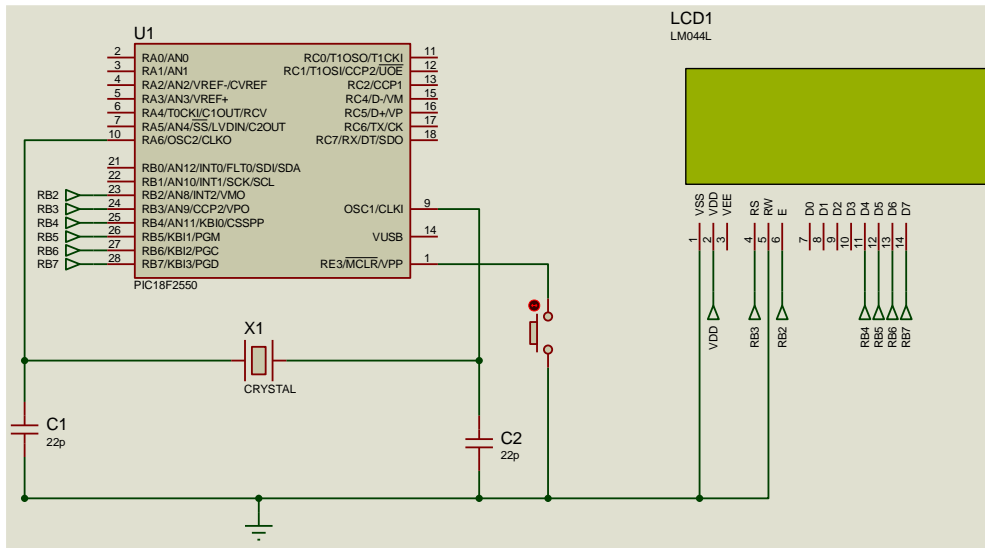 U1
2 RA0/AN0
3 RA1/AN1
4 RA2/AN2/VREF-/CVREF
5 RA3/AN3/VREF+
6 RA4/T0CKI/C1OUT/RCV
7 RA5/AN4/SS/LVDIN/C2OUT
10 RA6/OSC2/CLKO
21 RB0/AN12/INT0/FLT0/SDI/SDA
22 RB1/AN10/INT1/SCK/SCL
RB2 23 RB2/AN8/INT2/VMO
RB3 24 RB3/AN9/CCP2/VPO
RB4 25 RB4/AN11/KBI0/CSSPP
RB5 26 RB5/KBI1/PGM
RB6 27 RB6/KBI2/PGC
RB7 28 RB7/KBI3/PGD
RC0/T1OSO/T1CKI 11
RC1/T1OSI/CCP2/UOE 12
RC2/CCP1 13
RC4/D-/VM 15
RC5/D+/VP 16
RC6/TX/CK 17
RC7/RX/DT/SDO 18
OSC1/CLKI 9
VUSB 14
RE3/MCLR/VPP 1
PIC18F2550
X1
CRYSTAL
C1
22p
C2
22p
LCD1
LM044L
VSS VDD VEE RS RW E D0 D1 D2 D3 D4 D5 D6 D7
1 2 3 4 5 6 7 8 9 10 11 12 13 14
VDD RB3 RB2 RB4 RB5 RB6 RB7